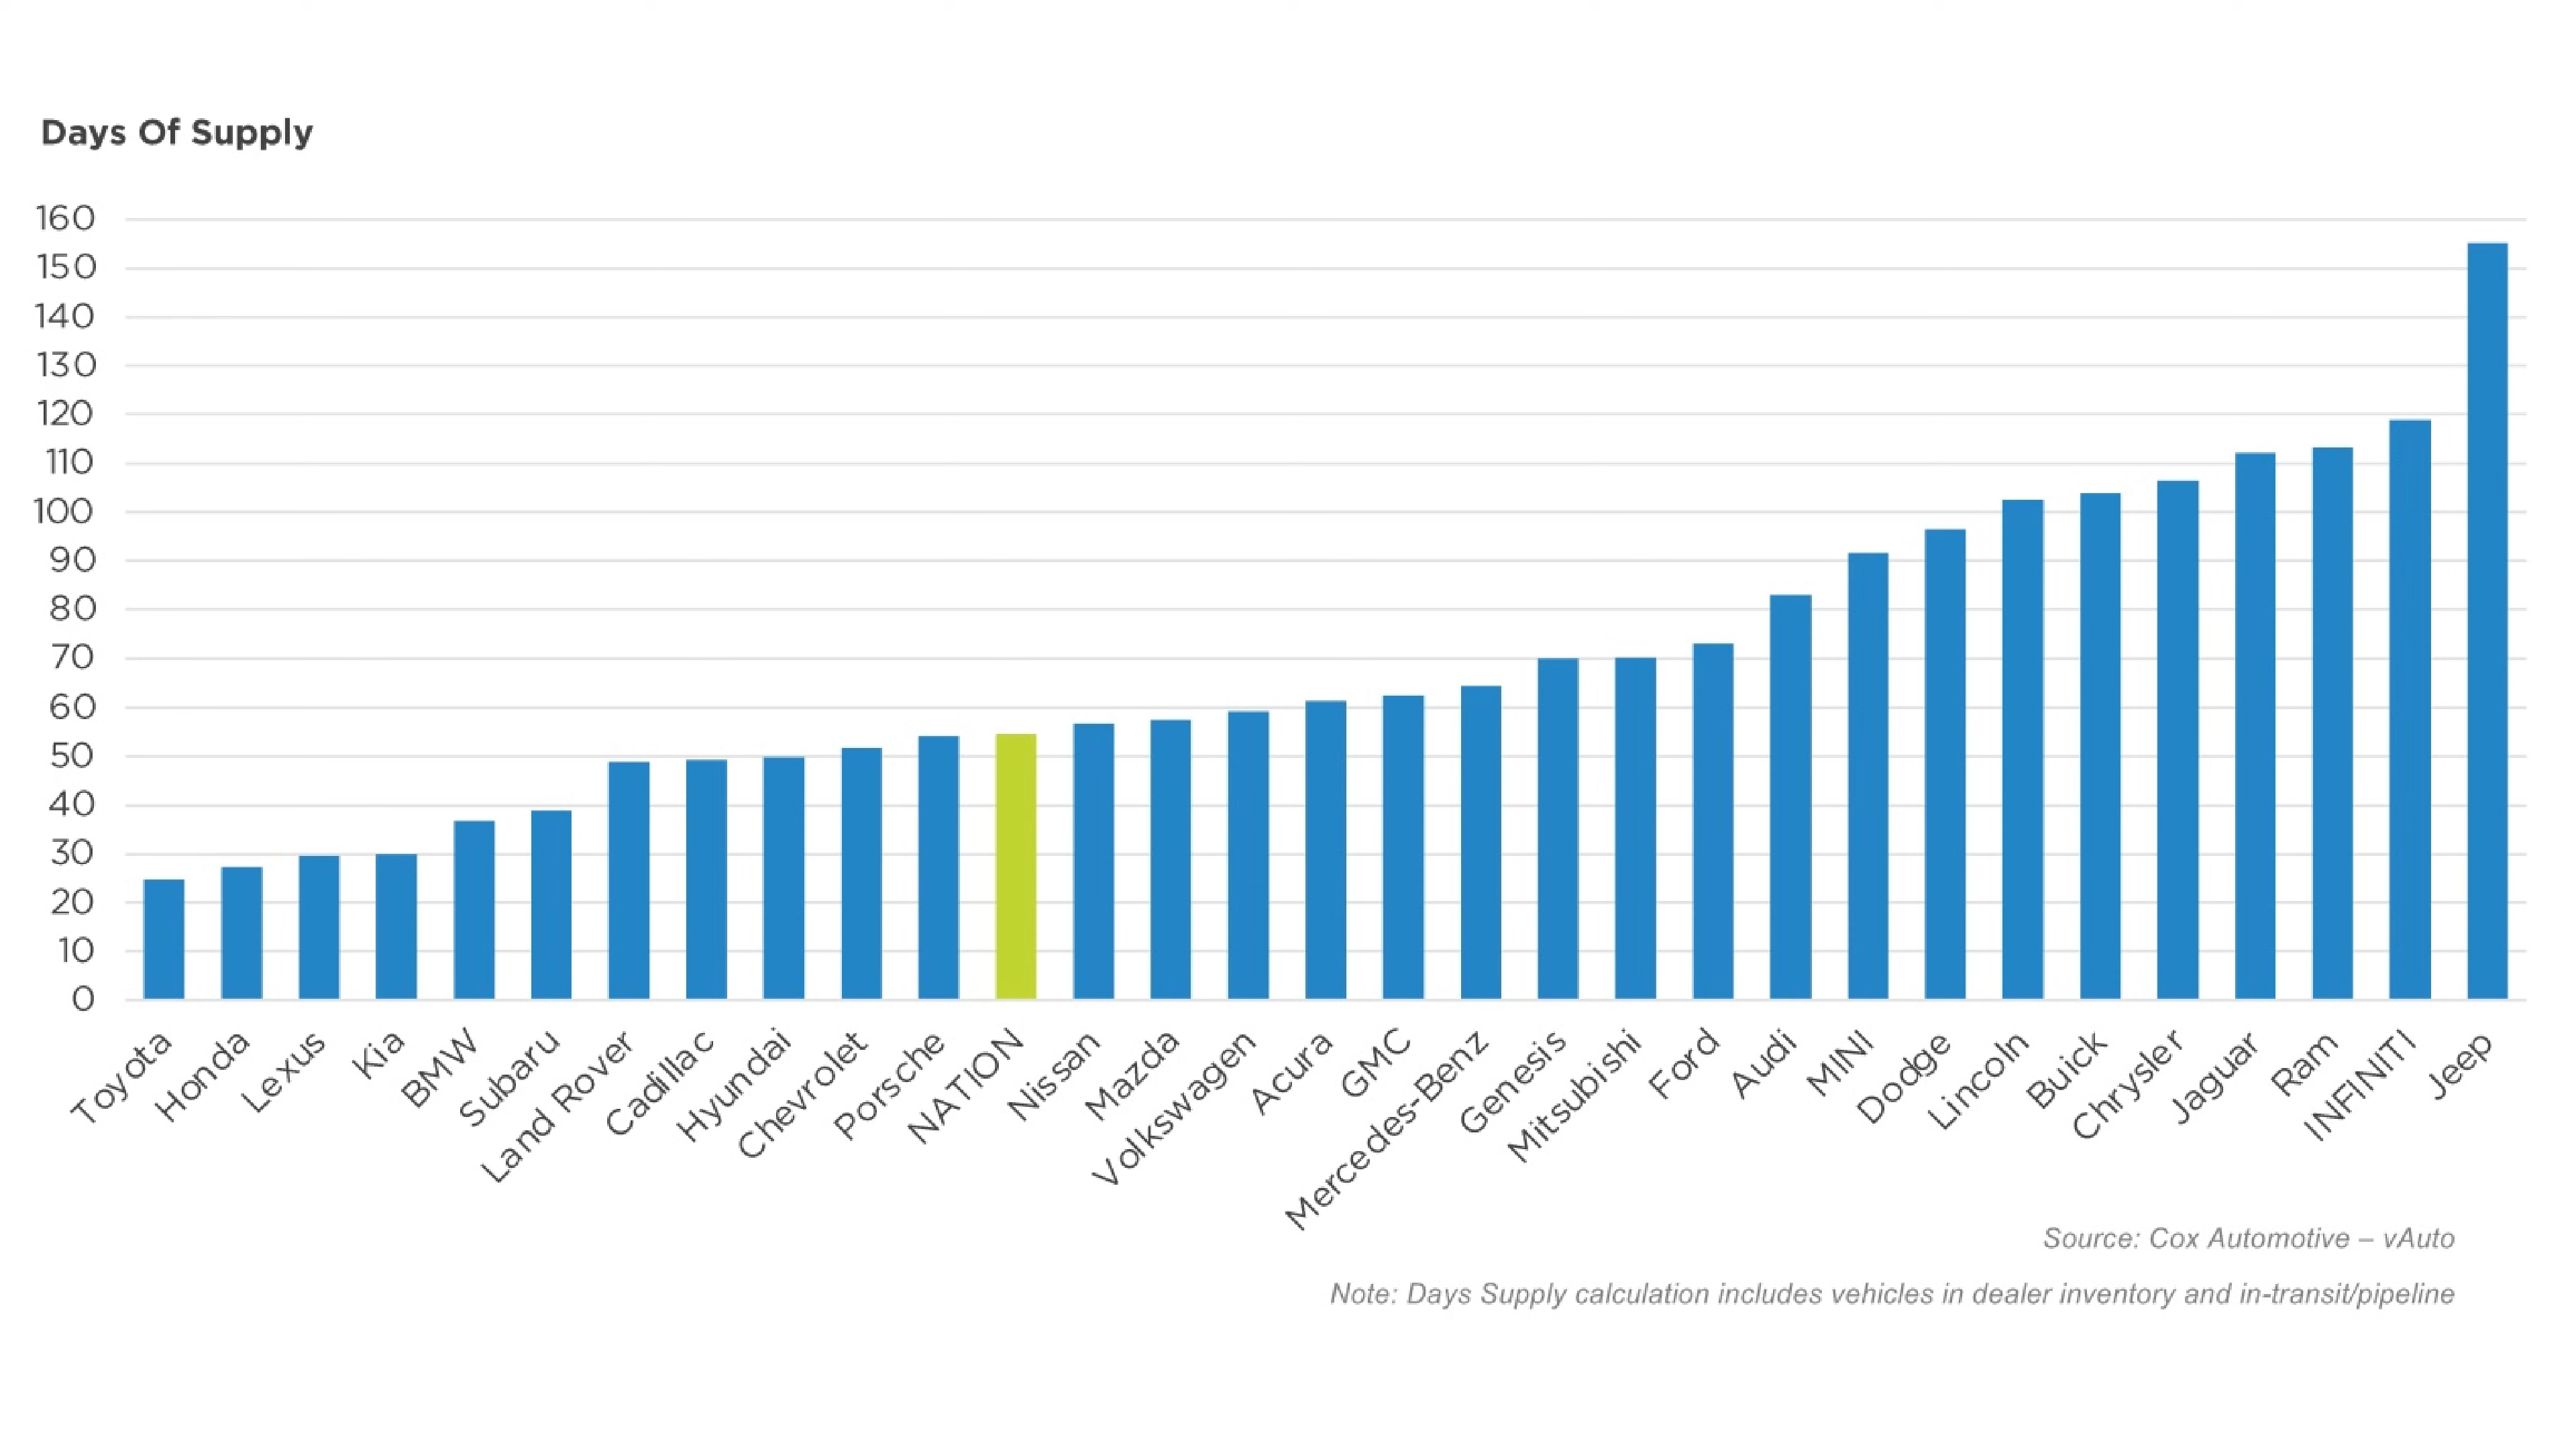 Days Of Supply
160
150
140
130
120
110
100
90
80
70
60
50
40
30
20
10
0
Toyota
Honda
Lexus
Kia
BMW
Subaru
Land Rover
Cadillac
Hyundai
Chevrolet
Porsche
NATION
Nissan
Mazda
Volkswagen
Acura
GMC
Mercedes-Benz
Genesis
Mitsubishi
Ford
Audi
MINI
Dodge
Lincoln
Buick
Chrysler
Jaguar
Ram
INFINITI
Jeep
Source: Cox Automotive – vAuto
Note: Days Supply calculation includes vehicles in dealer inventory and in-transit/pipeline